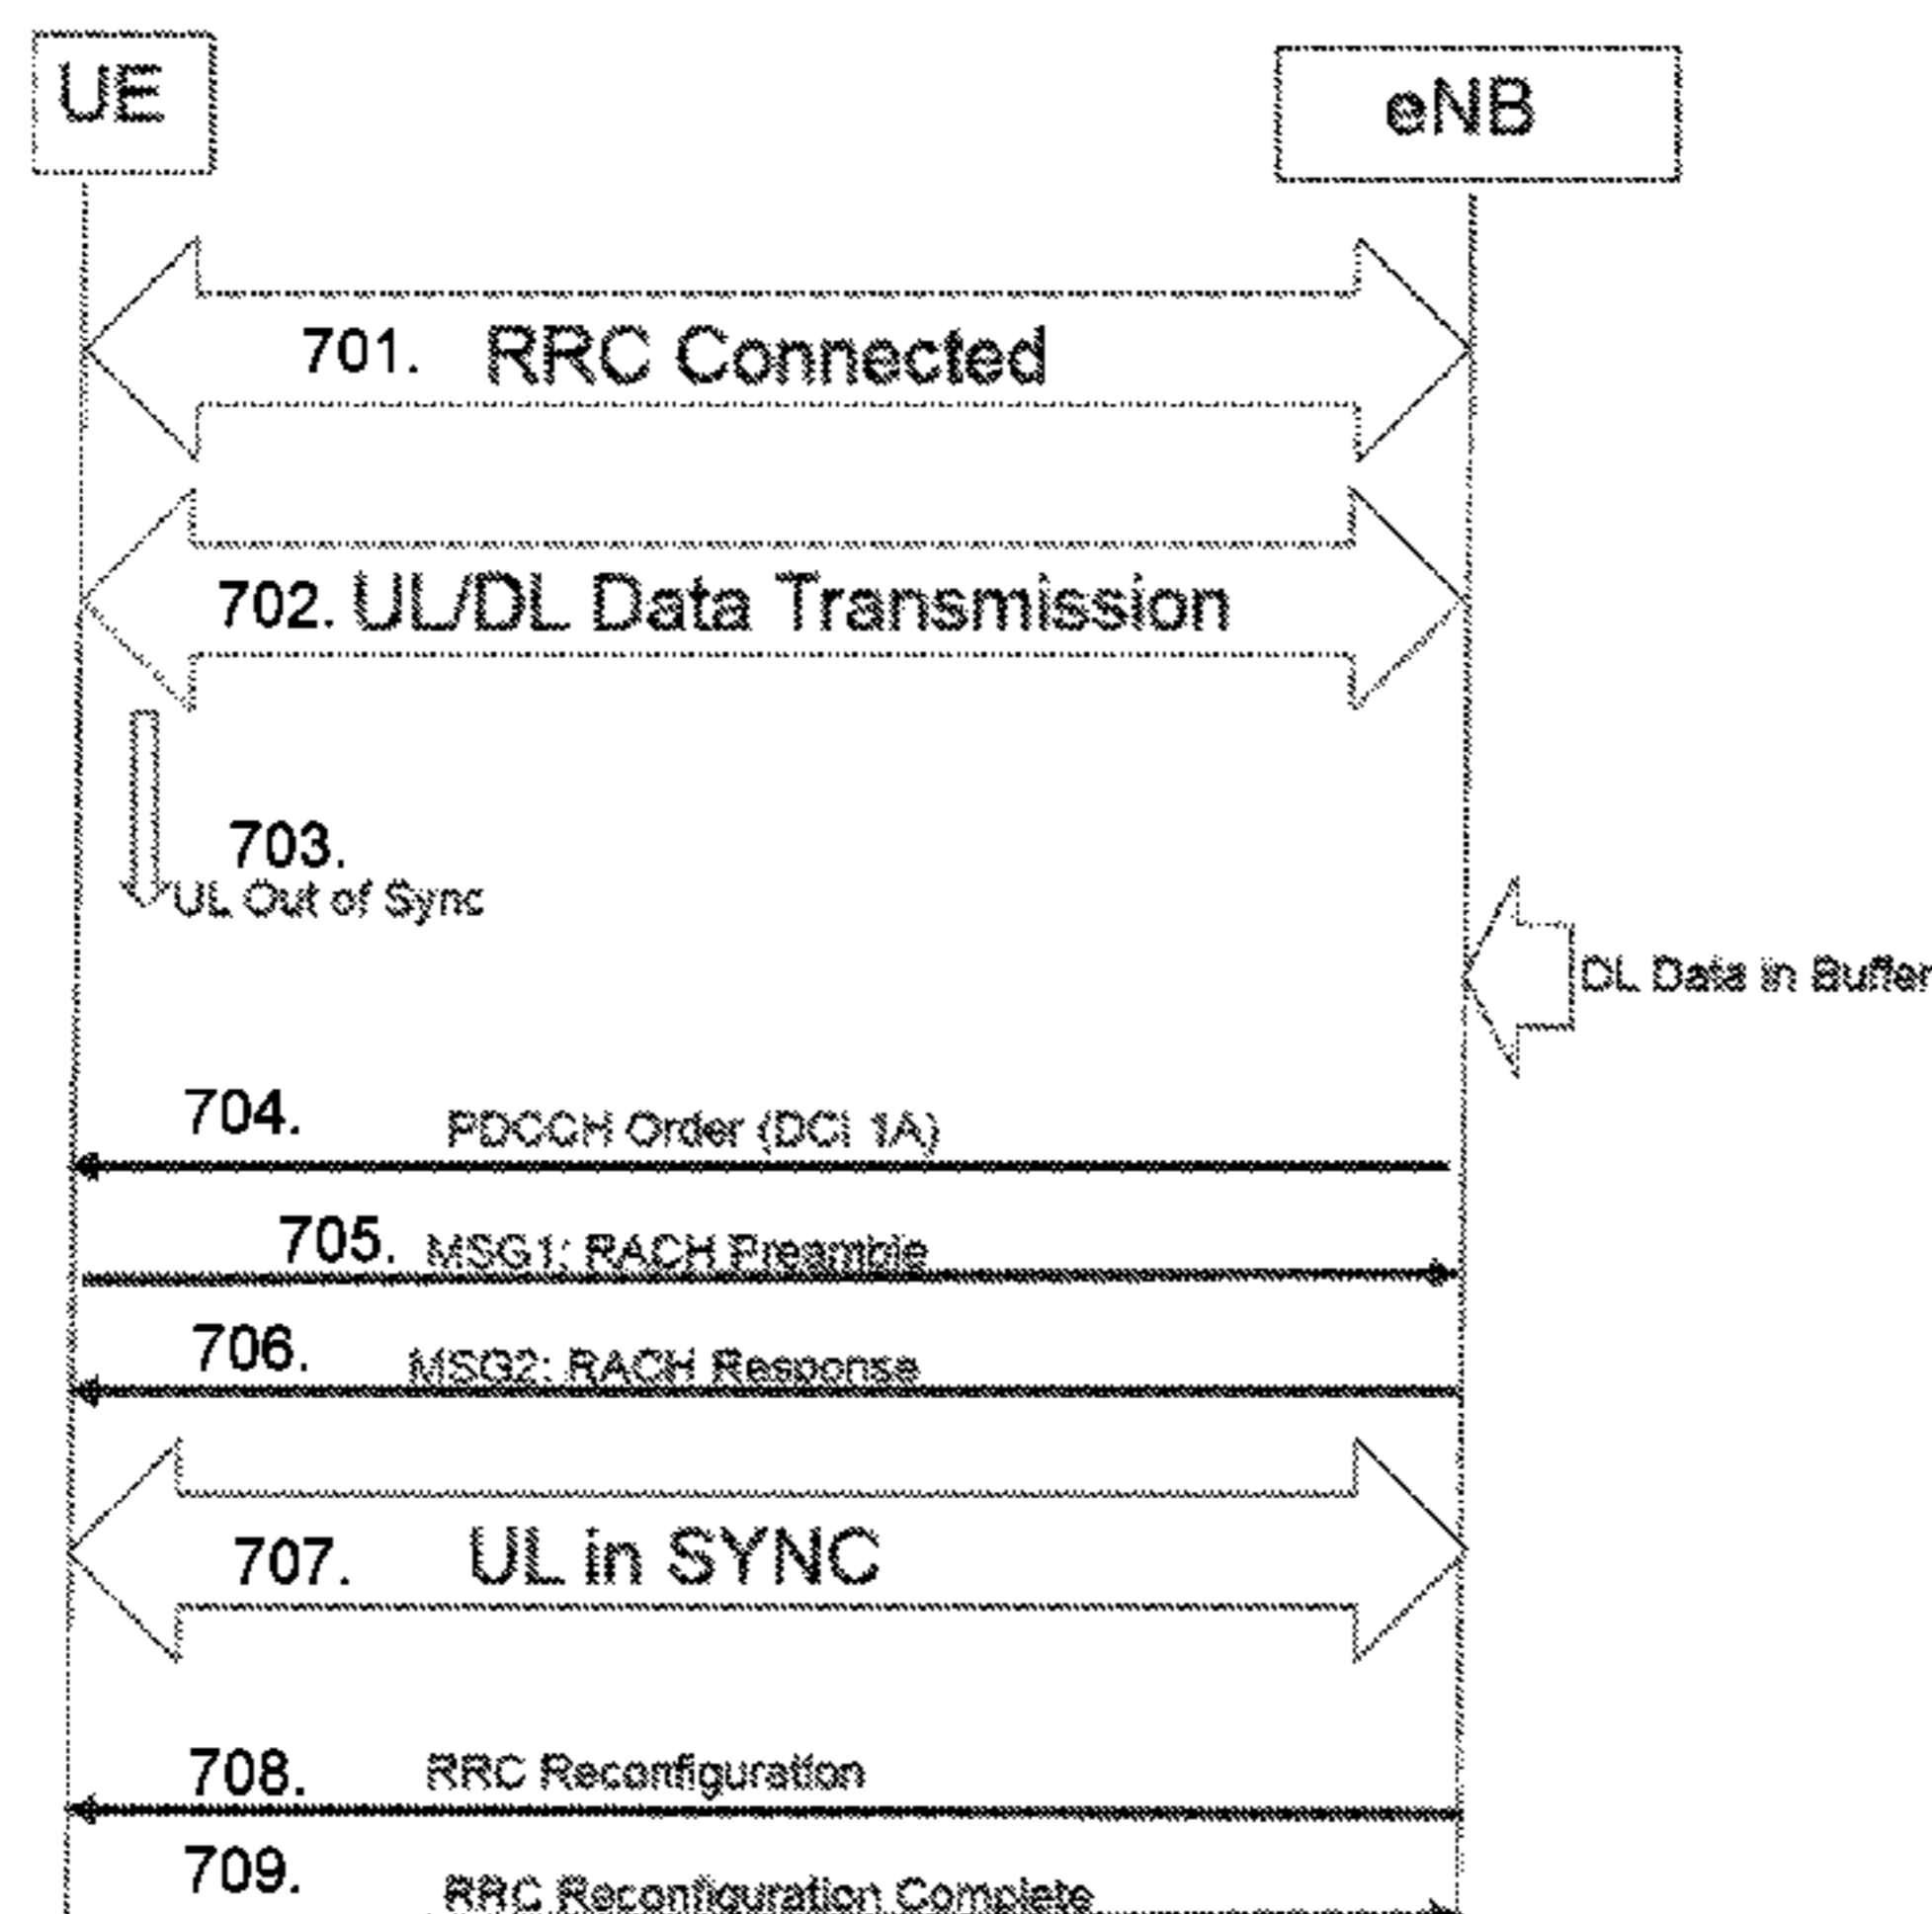 UE
eNB
701. RRC Connected
702. UL/DL Data Transmission
703.
UL Out of Sync
DL Data in Buffer
704. PDCCH Order (DCI 1A)
705. MSG1: RACH Preamble
706. MSG2: RACH Response
707. UL in SYNC
708. RRC Reconfiguration
709. RRC Reconfiguration Complete